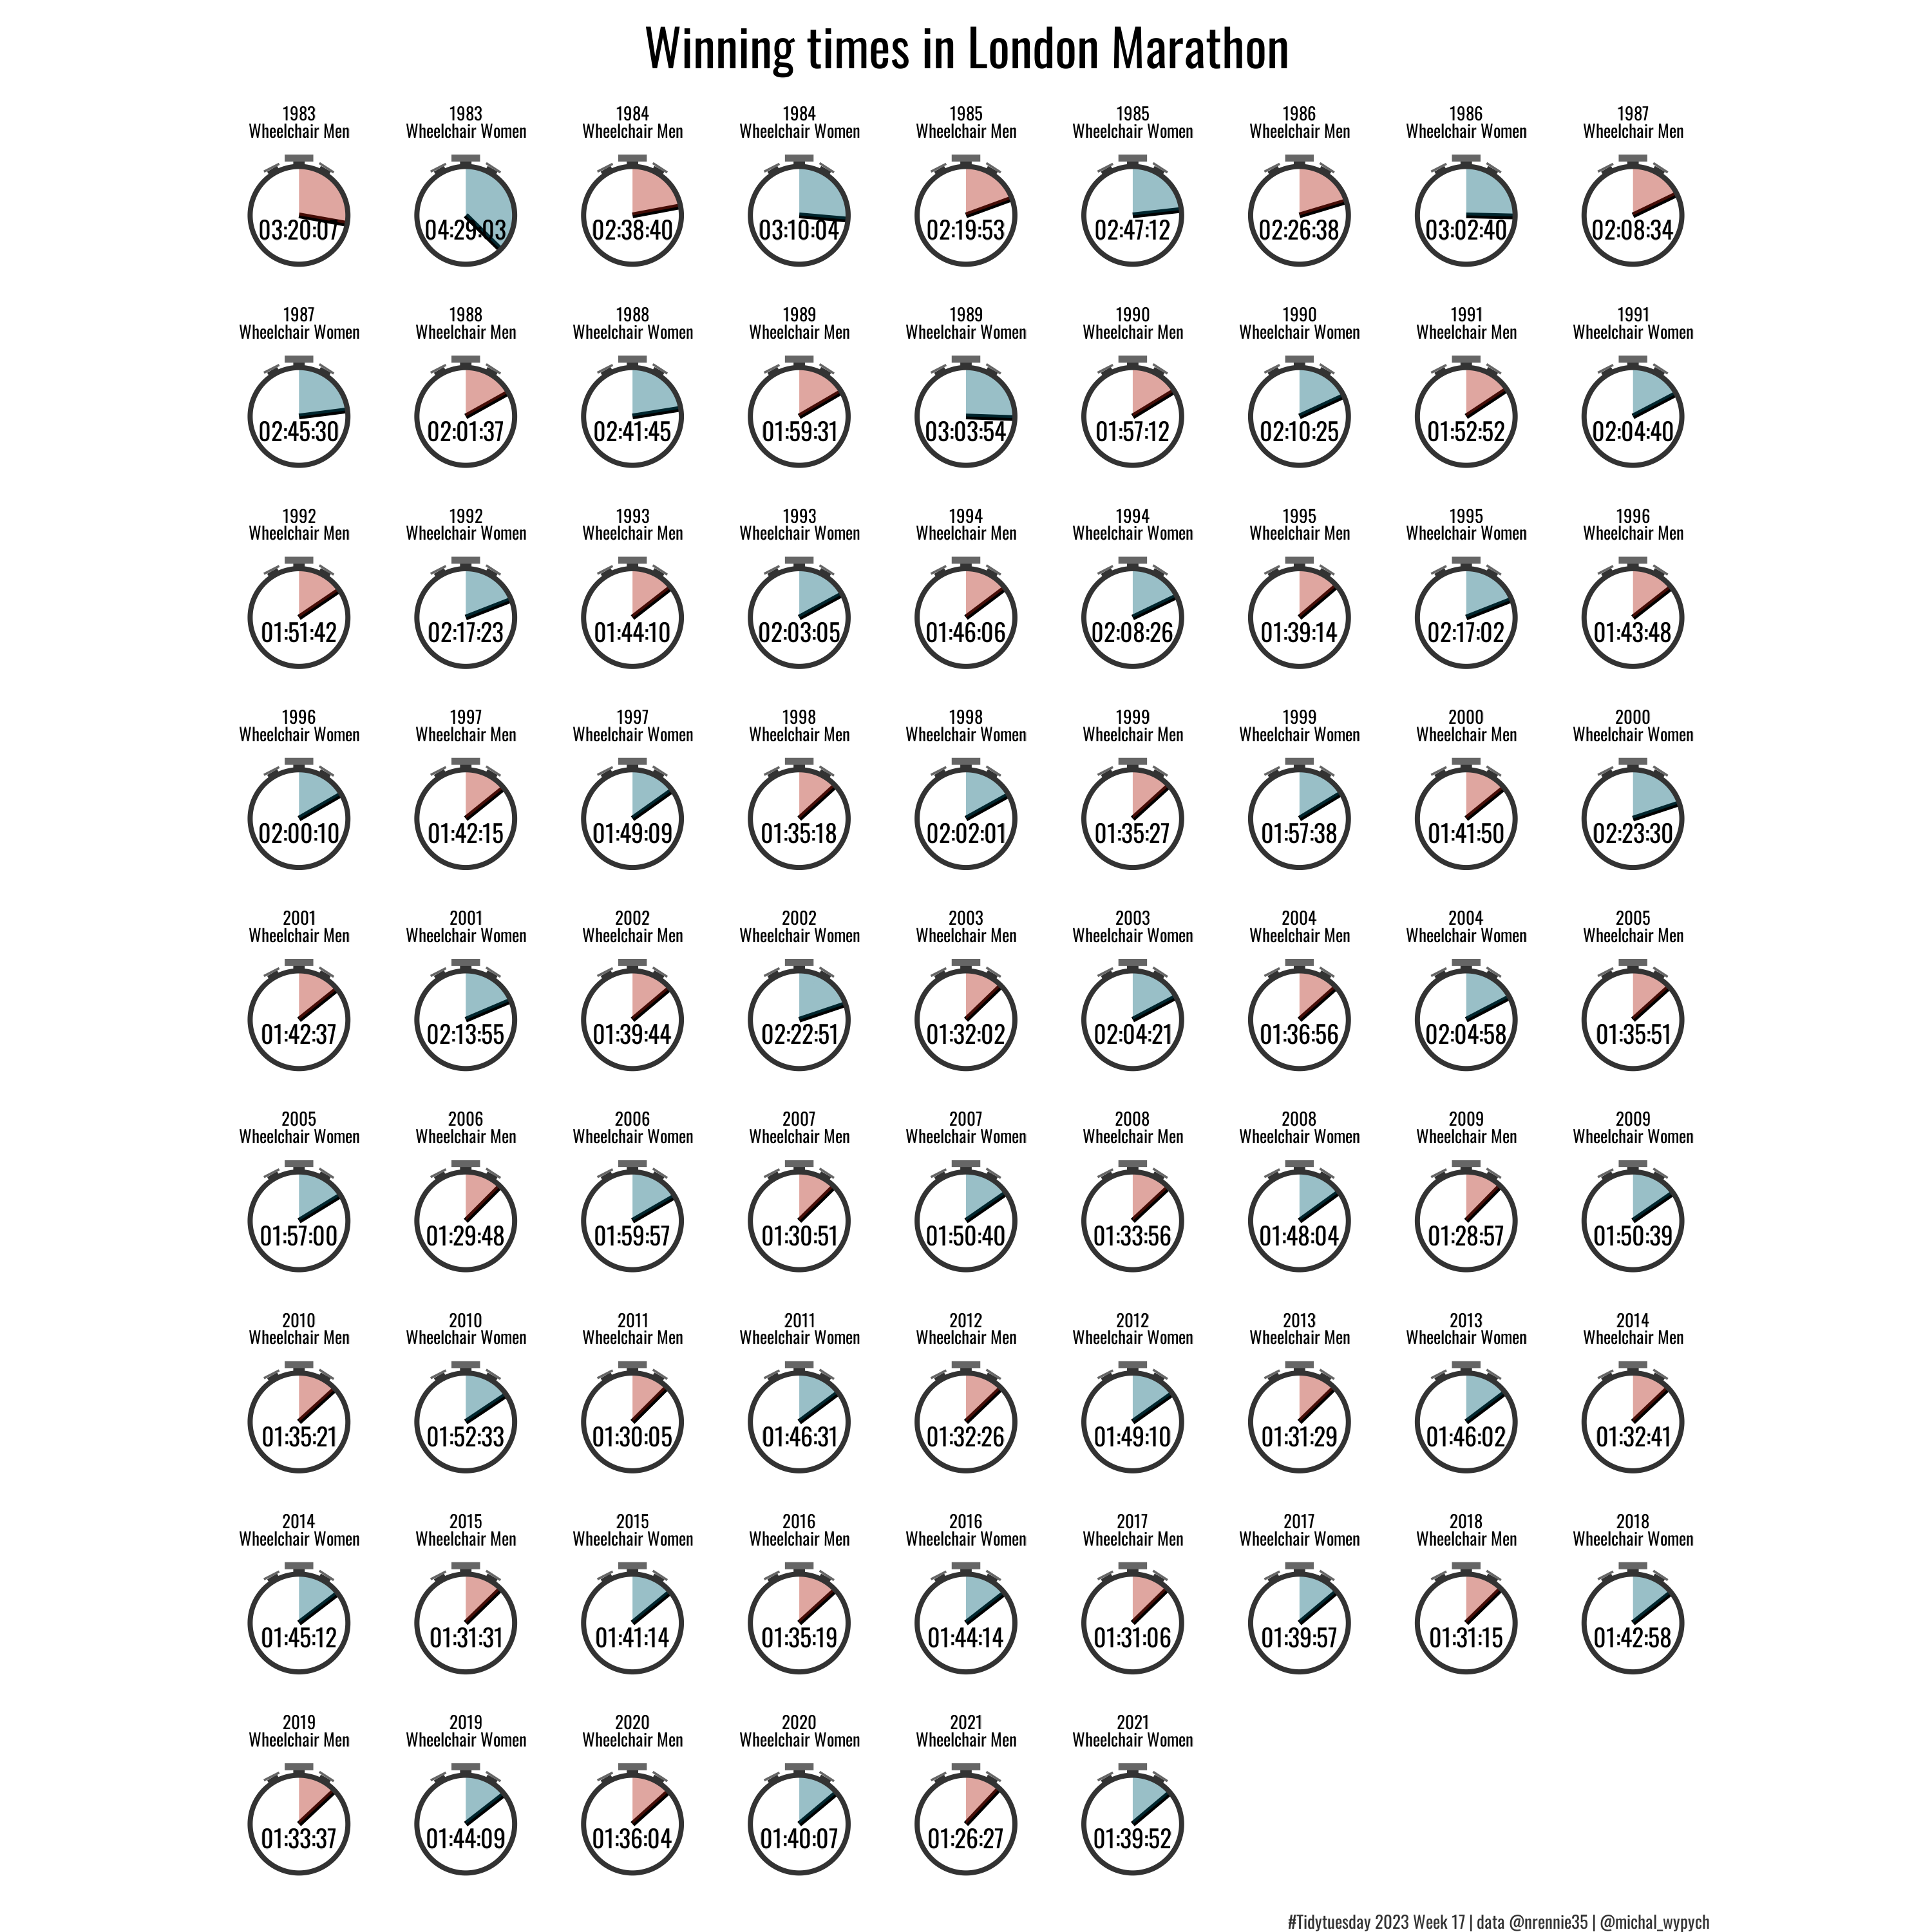 Winning times in London Marathon
1983 1983 1984 1984 1985 1985 1986 1986 1987
Wheelchair Men Wheelchair Women Wheelchair Men Wheelchair Women Wheelchair Men Wheelchair Women Wheelchair Men Wheelchair Women Wheelchair Men
03:20:07 04:29:03 02:38:40 03:10:04 02:19:53 02:47:12 02:26:38 03:02:40 02:08:34
1987 1988 1988 1989 1989 1990 1990 1991 1991
Wheelchair Women Wheelchair Men Wheelchair Women Wheelchair Men Wheelchair Women Wheelchair Men Wheelchair Women Wheelchair Men Wheelchair Women
02:45:30 02:01:37 02:41:45 01:59:31 03:03:54 01:57:12 02:10:25 01:52:52 02:04:40
1992 1992 1993 1993 1994 1994 1995 1995 1996
Wheelchair Men Wheelchair Women Wheelchair Men Wheelchair Women Wheelchair Men Wheelchair Women Wheelchair Men Wheelchair Women Wheelchair Men
01:51:42 02:17:23 01:44:10 02:03:05 01:46:06 02:08:26 01:39:14 02:17:02 01:43:48
1996 1997 1997 1998 1998 1999 1999 2000 2000
Wheelchair Women Wheelchair Men Wheelchair Women Wheelchair Men Wheelchair Women Wheelchair Men Wheelchair Women Wheelchair Men Wheelchair Women
02:00:10 01:42:15 01:49:09 01:35:18 02:02:01 01:35:27 01:57:38 01:41:50 02:23:30
2001 2001 2002 2002 2003 2003 2004 2004 2005
Wheelchair Men Wheelchair Women Wheelchair Men Wheelchair Women Wheelchair Men Wheelchair Women Wheelchair Men Wheelchair Women Wheelchair Men
01:42:37 02:13:55 01:39:44 02:22:51 01:32:02 02:04:21 01:36:56 02:04:58 01:35:51
2005 2006 2006 2007 2007 2008 2008 2009 2009
Wheelchair Women Wheelchair Men Wheelchair Women Wheelchair Men Wheelchair Women Wheelchair Men Wheelchair Women Wheelchair Men Wheelchair Women
01:57:00 01:29:48 01:59:57 01:30:51 01:50:40 01:33:56 01:48:04 01:28:57 01:50:39
2010 2010 2011 2011 2012 2012 2013 2013 2014
Wheelchair Men Wheelchair Women Wheelchair Men Wheelchair Women Wheelchair Men Wheelchair Women Wheelchair Men Wheelchair Women Wheelchair Men
01:35:21 01:52:33 01:30:05 01:46:31 01:32:26 01:49:10 01:31:29 01:46:02 01:32:41
2014 2015 2015 2016 2016 2017 2017 2018 2018
Wheelchair Women Wheelchair Men Wheelchair Women Wheelchair Men Wheelchair Women Wheelchair Men Wheelchair Women Wheelchair Men Wheelchair Women
01:45:12 01:31:31 01:41:14 01:35:19 01:44:14 01:31:06 01:39:57 01:31:15 01:42:58
2019 2019 2020 2020 2021 2021
Wheelchair Men Wheelchair Women Wheelchair Men Wheelchair Women Wheelchair Men Wheelchair Women
01:33:37 01:44:09 01:36:04 01:40:07 01:26:27 01:39:52
#Tidytuesday 2023 Week 17 | data @nrennie35 | @michal_wypych